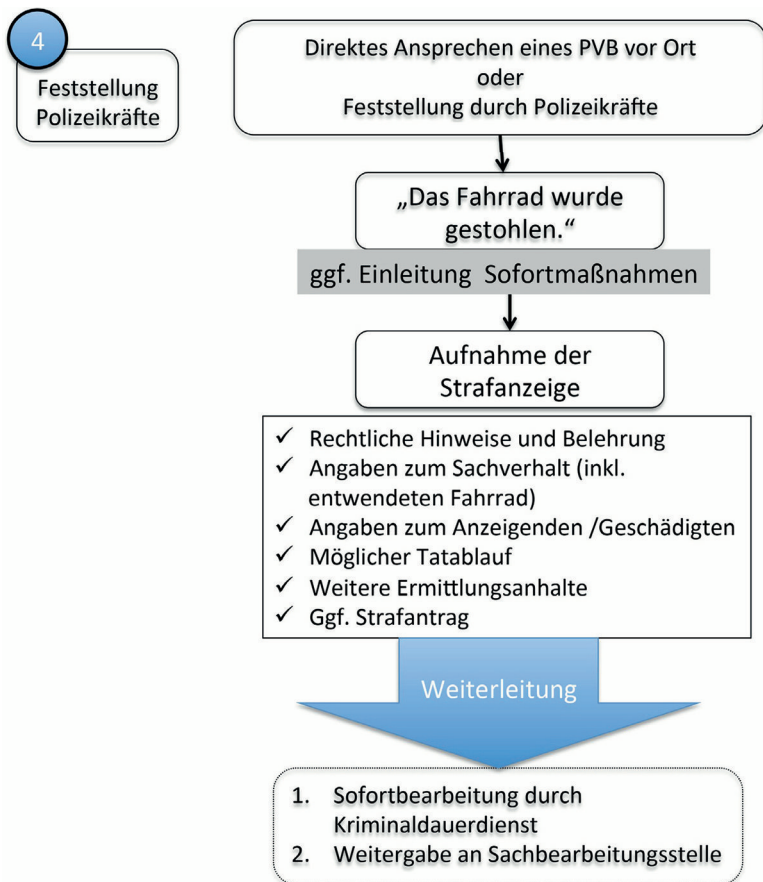 4
Feststellung
Polizeikräfte
Direktes Ansprechen eines PVB vor Ort
oder
Feststellung durch Polizeikräfte
„Das Fahrrad wurde
gestohlen.“
ggf. Einleitung Sofortmaßnahmen
Aufnahme der
Strafanzeige
✓ Rechtliche Hinweise und Belehrung
✓ Angaben zum Sachverhalt (inkl.
entwendeten Fahrrad)
✓ Angaben zum Anzeigenden /Geschädigten
✓ Möglicher Tatablauf
✓ Weitere Ermittlungsanhalte
✓ Ggf. Strafantrag
Weiterleitung
1. Sofortbearbeitung durch
Kriminaldauerdienst
2. Weitergabe an Sachbearbeitungsstelle